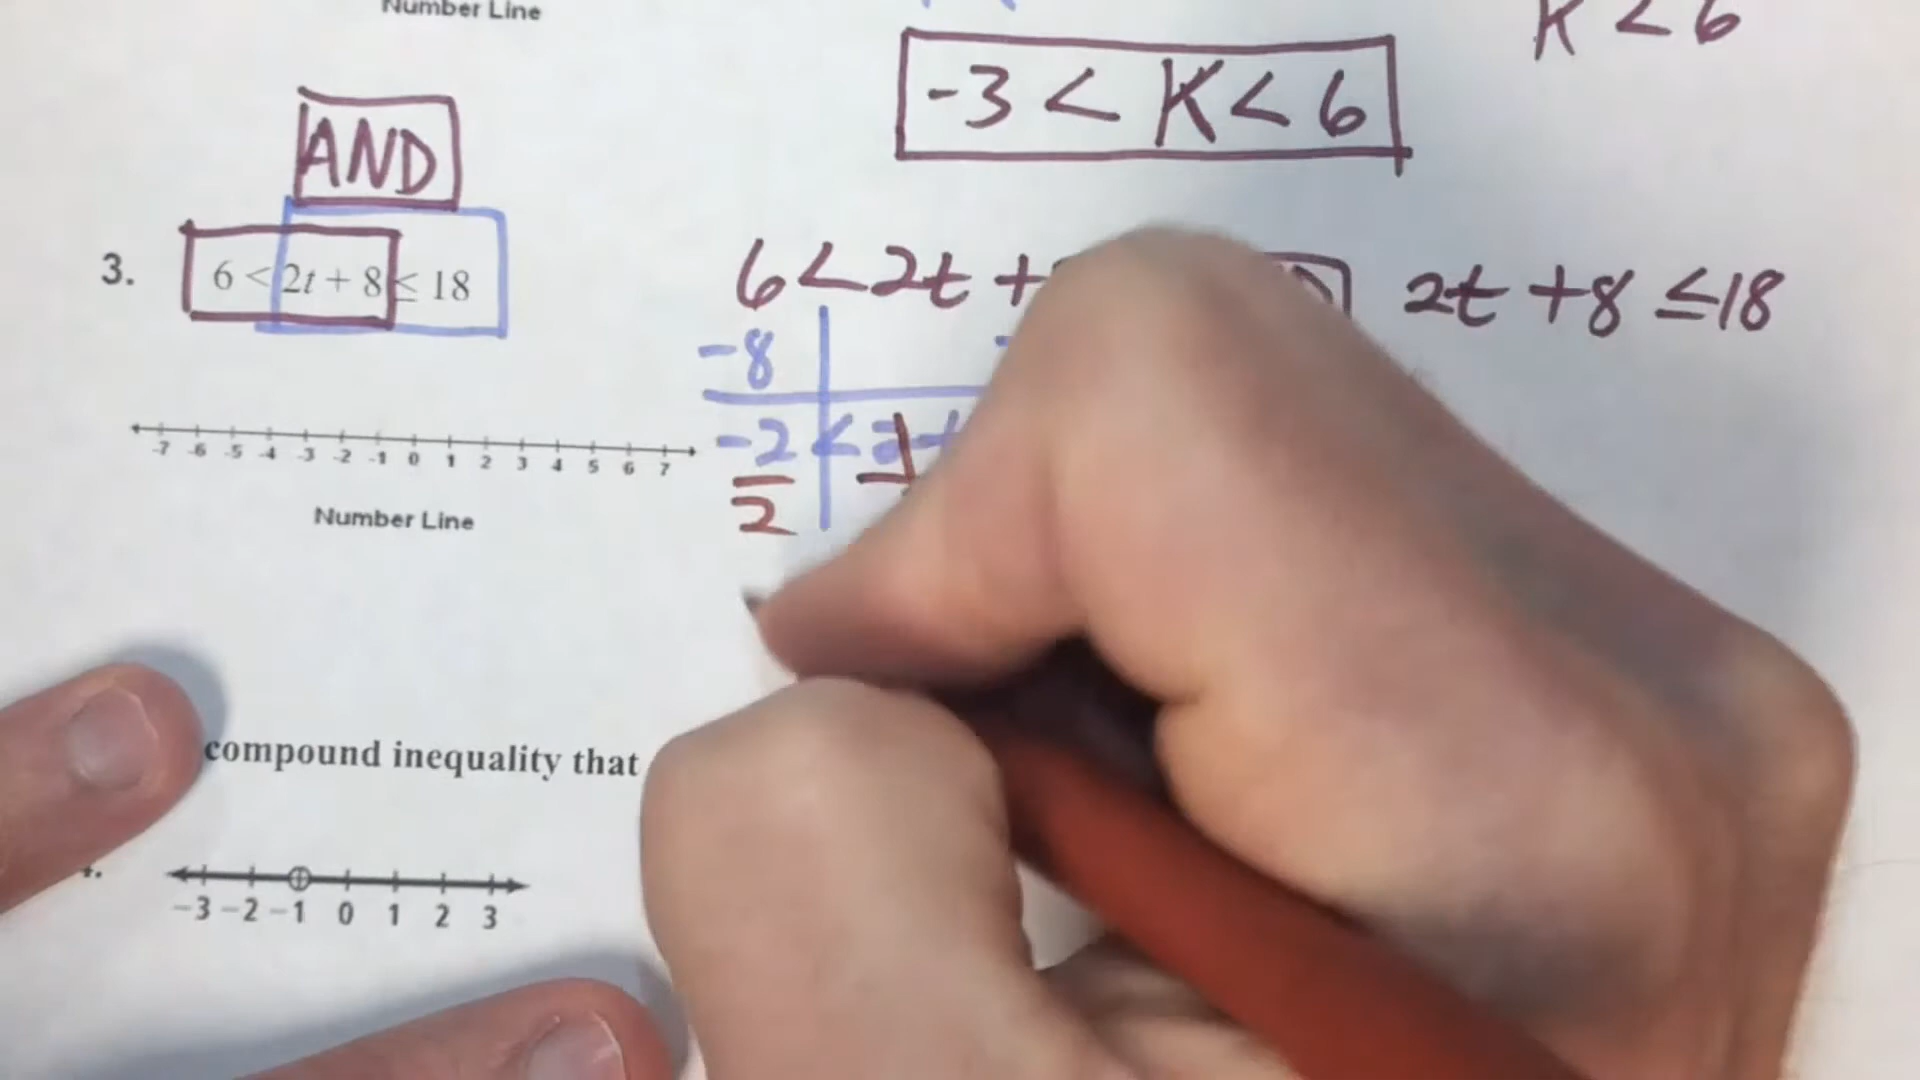 Number Line
K < 6
-3 < K < 6
AND
3. 6 < 2t + 8 ≤ 18
6 < 2t +
2t + 8 ≤ 18
-8
-2 < 2t
2
-7 -6 -5 -4 -3 -2 -1 0 1 2 3 4 5 6 7
Number Line
compound inequality that
-3 -2 -1 0 1 2 3